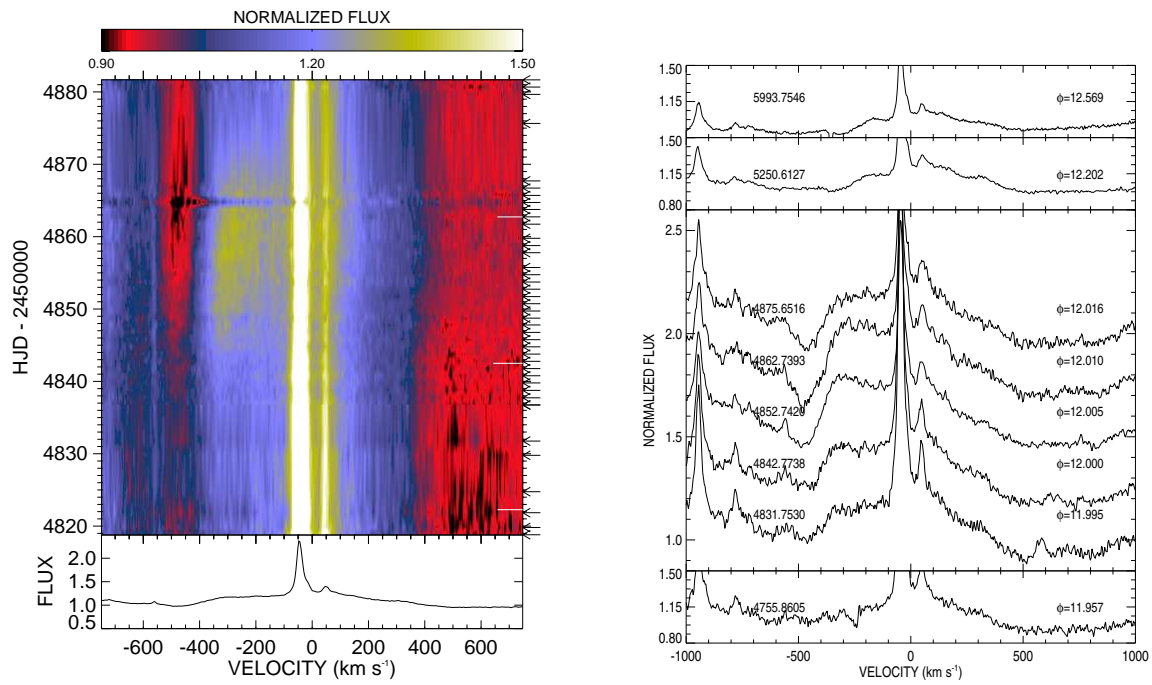 NORMALIZED FLUX
0.90 1.20 1.50
HJD - 2450000
4880
4870
4860
4850
4840
4830
4820
FLUX
2.0
1.5
1.0
0.5
-600 -400 -200 0 200 400 600
VELOCITY (km s-1)
1.50
1.15
5993.7546 ϕ=12.569
1.50
1.15
0.80
5250.6127 ϕ=12.202
NORMALIZED FLUX
2.5
2.0
1.5
1.0
4875.6516 ϕ=12.016
4862.7393 ϕ=12.010
4852.7420 ϕ=12.005
4842.7738 ϕ=12.000
4831.7530 ϕ=11.995
1.50
1.15
0.80
4755.8605 ϕ=11.957
-1000 -500 0 500 1000
VELOCITY (km s-1)